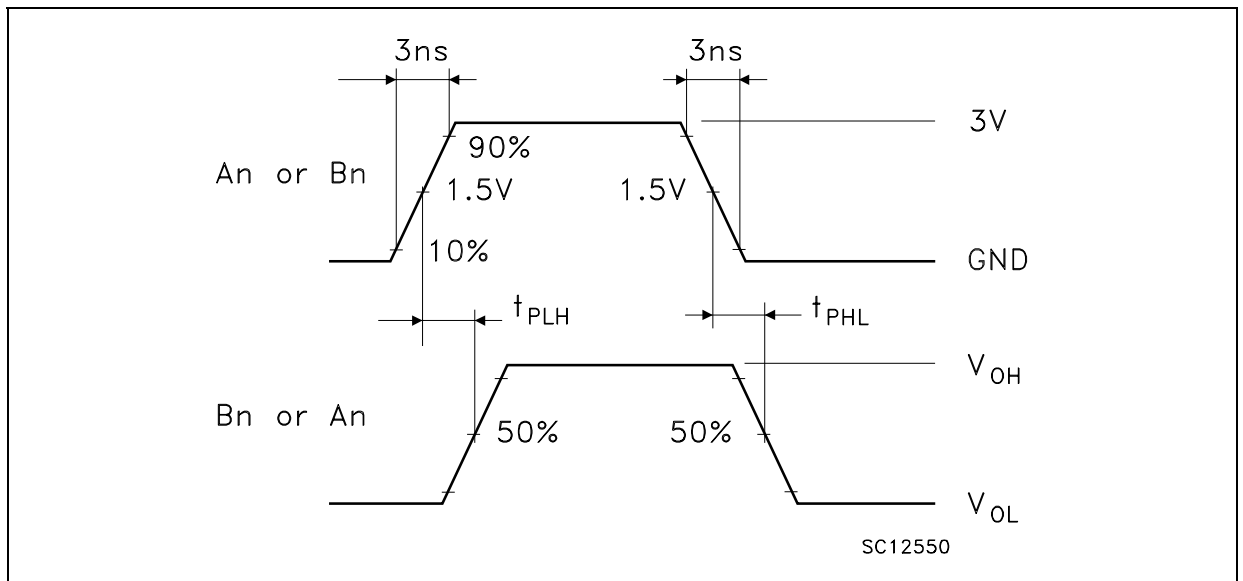 3ns 3ns
3V
90%
An or Bn
1.5V 1.5V
10%
GND
tPLH tPHL
VOH
Bn or An
50% 50%
VOL
SC12550